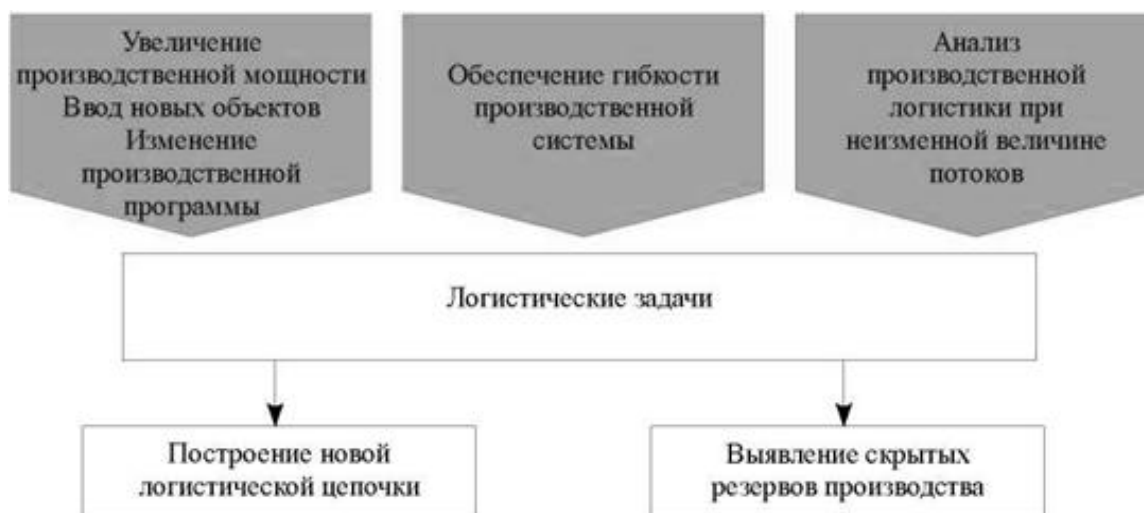 Увеличение
производственной мощности
Ввод новых объектов
Изменение
производственной
программы
Обеспечение гибкости
производственной
системы
Анализ
производственной
логистики при
неизменной величине
потоков
Логистические задачи
Построение новой
логистической цепочки
Выявление скрытых
резервов производства